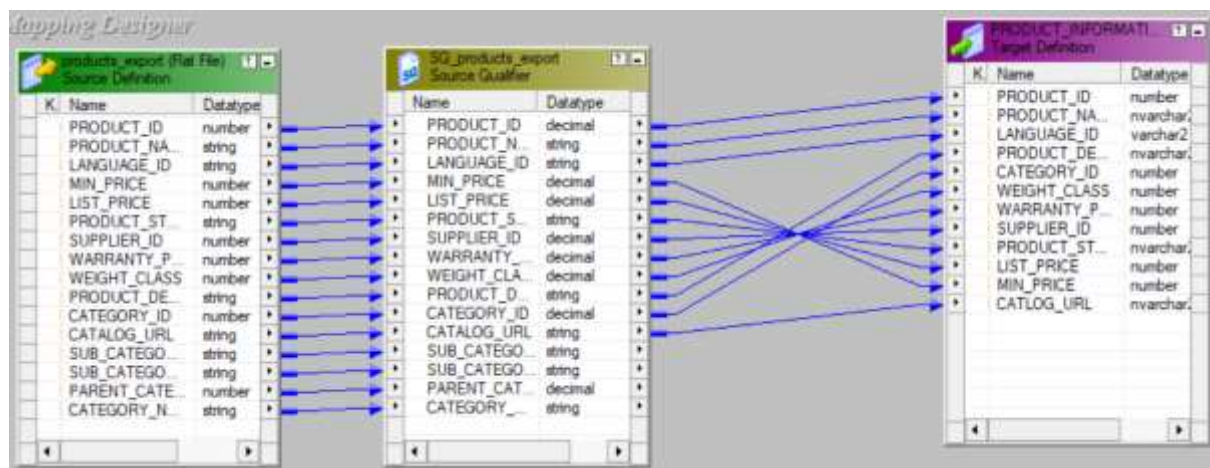 Mapping Designer
products_export (Flat File)
Source Definition
K. Name Datatype
PRODUCT_ID number
PRODUCT_NA... string
LANGUAGE_ID string
MIN_PRICE number
LIST_PRICE number
PRODUCT_ST... string
SUPPLIER_ID number
WARRANTY_P... number
WEIGHT_CLASS number
PRODUCT_DE... string
CATEGORY_ID number
CATALOG_URL string
SUB_CATEGO... string
SUB_CATEGO... string
PARENT_CATE... number
CATEGORY_N... string
SQ_products_export
Source Qualifier
Name Datatype
PRODUCT_ID decimal
PRODUCT_N... string
LANGUAGE_ID string
MIN_PRICE decimal
LIST_PRICE decimal
PRODUCT_S... string
SUPPLIER_ID decimal
WARRANTY_... decimal
WEIGHT_CLA... decimal
PRODUCT_D... string
CATEGORY_ID decimal
CATALOG_URL string
SUB_CATEGO... string
SUB_CATEGO... string
PARENT_CAT... decimal
CATEGORY_... string
PRODUCT_INFORMATI...
Target Definition
K. Name Datatype
PRODUCT_ID number
PRODUCT_NA... nvarchar2
LANGUAGE_ID varchar2
PRODUCT_DE... nvarchar2
CATEGORY_ID number
WEIGHT_CLASS number
WARRANTY_P... number
SUPPLIER_ID number
PRODUCT_ST... nvarchar2
LIST_PRICE number
MIN_PRICE number
CATLOG_URL nvarchar2